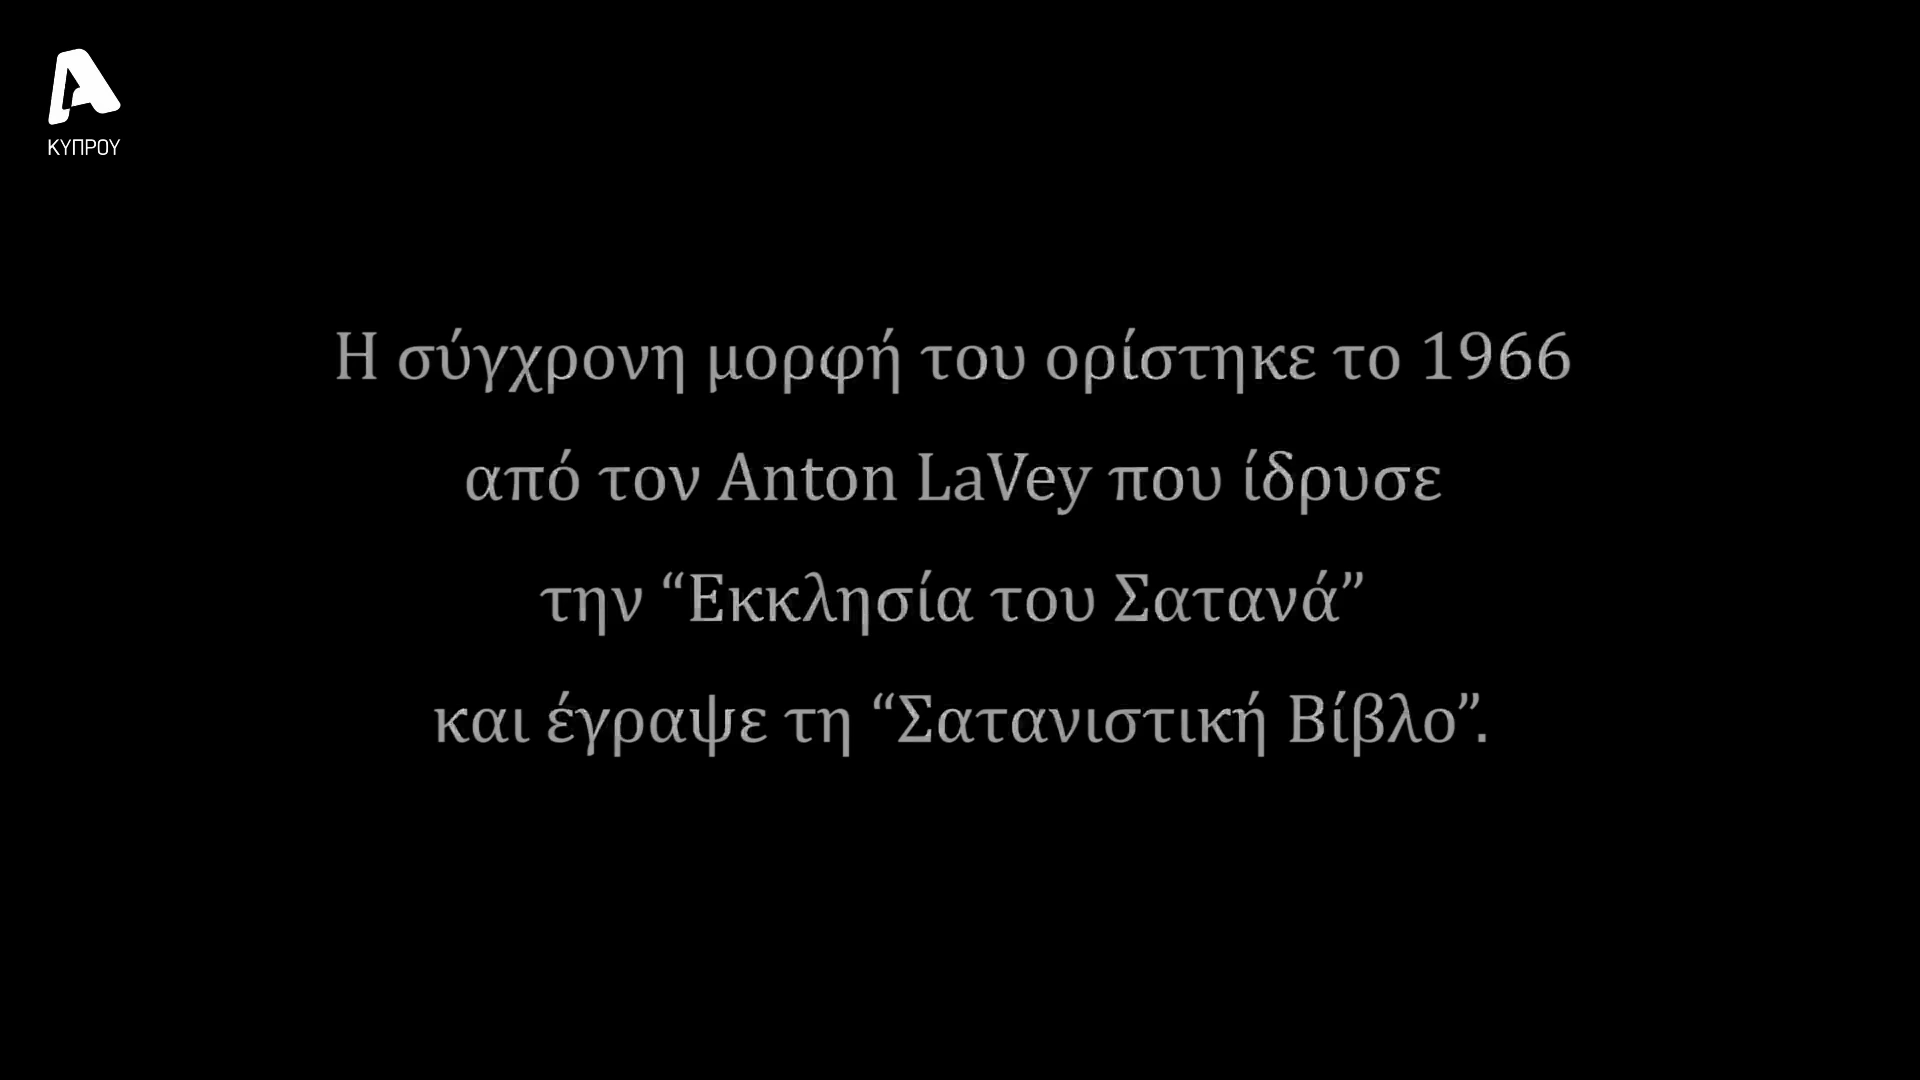 ΚΥΠΡΟΥ
Η σύγχρονη μορφή του ορίστηκε το 1966
από τον Anton LaVey που ίδρυσε
την “Εκκλησία του Σατανά”
και έγραψε τη “Σατανιστική Βίβλο”.